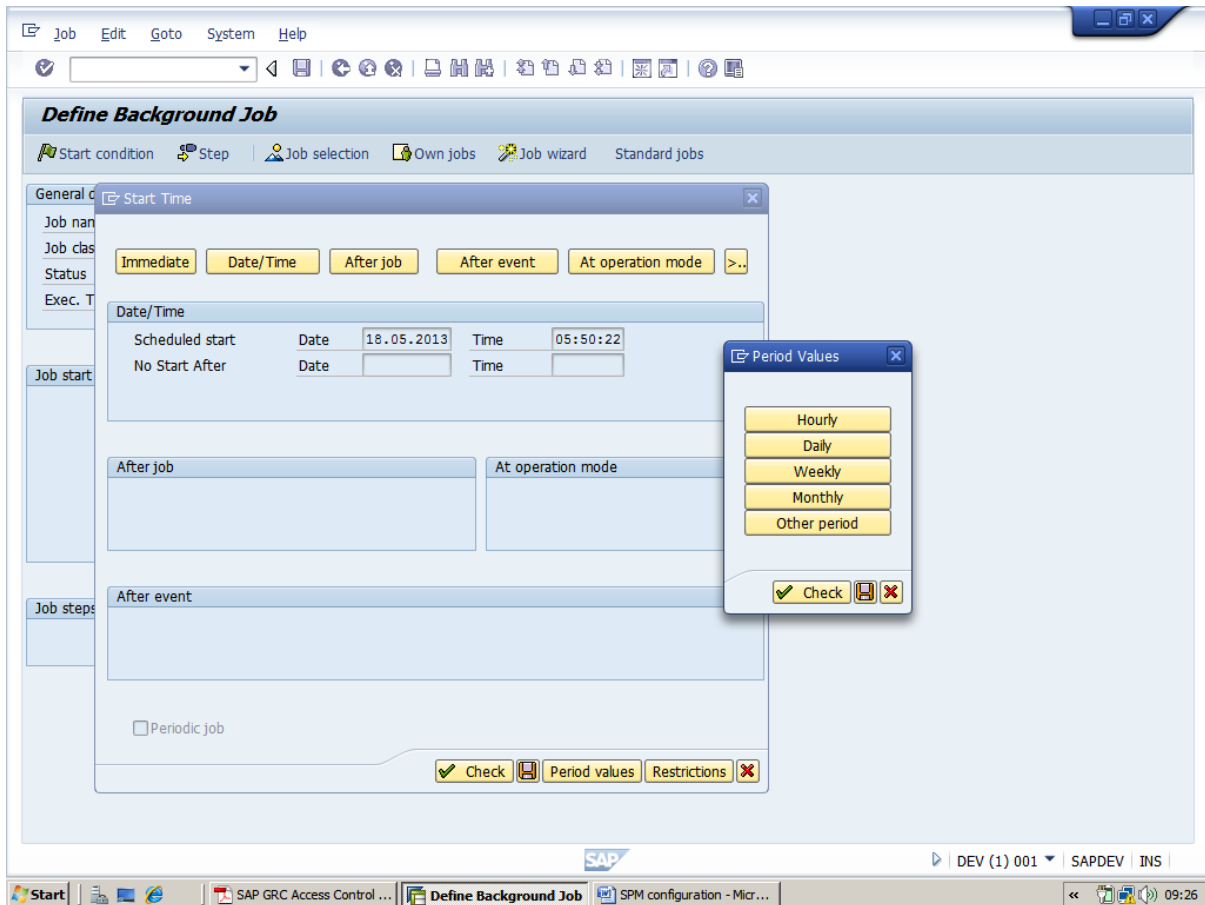 Job Edit Goto System Help
Define Background Job
Start condition Step Job selection Own jobs Job wizard Standard jobs
General d
Job nan
Job clas
Status
Exec. T
Job start
Job steps
Start Time
Immediate Date/Time After job After event At operation mode >..
Date/Time
Scheduled start Date 18.05.2013 Time 05:50:22
No Start After Date Time
After job At operation mode
After event
Periodic job
Check Period values Restrictions
Period Values
Hourly
Daily
Weekly
Monthly
Other period
Check
SAP DEV (1) 001 SAPDEV INS
Start SAP GRC Access Control ... Define Background Job SPM configuration - Micr... « 09:26